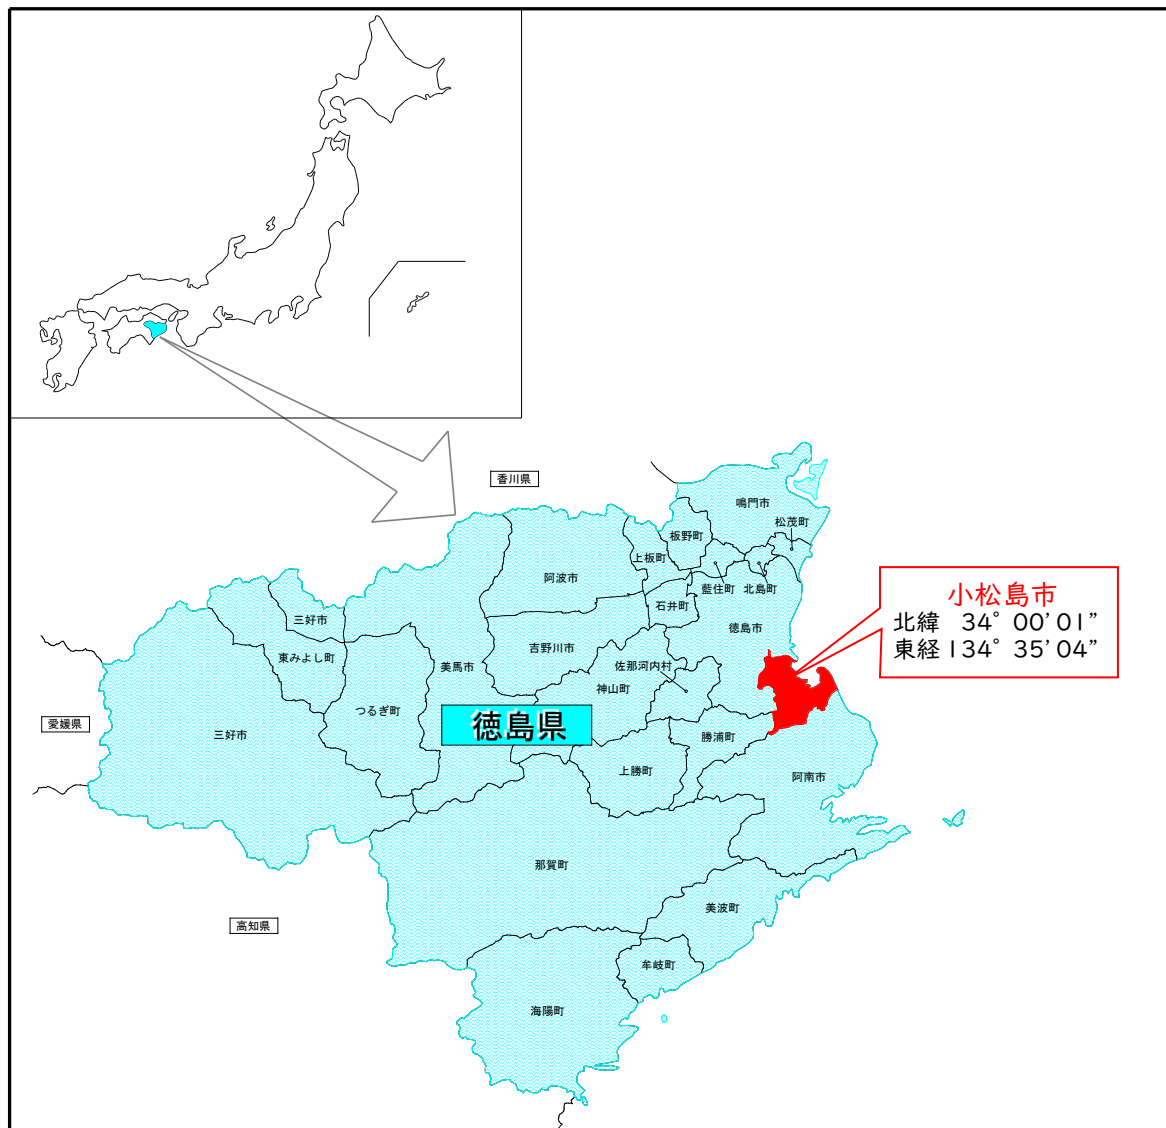 香川県
鳴門市
松茂町
板野町
上板町
阿波市
藍住町
北島町
石井町
三好市
徳島市
東みよし町
吉野川市
美馬市
佐那河内村
神山町
つるぎ町
小松島市
北緯 34° 00’01”
東経134° 35’04”
愛媛県
三好市
徳島県
勝浦町
上勝町
阿南市
那賀町
美波町
高知県
牟岐町
海陽町